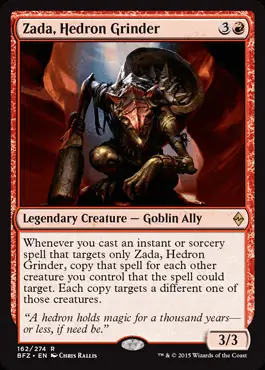 Zada, Hedron Grinder 3
Legendary Creature — Goblin Ally
Whenever you cast an instant or sorcery
spell that targets only Zada, Hedron
Grinder, copy that spell for each other
creature you control that the spell could
target. Each copy targets a different one of
those creatures.
“A hedron holds magic for a thousand years—
or less, if need be.”
3/3
162/274 R
BFZ • EN CHRIS RALLIS
™ & © 2015 Wizards of the Coast